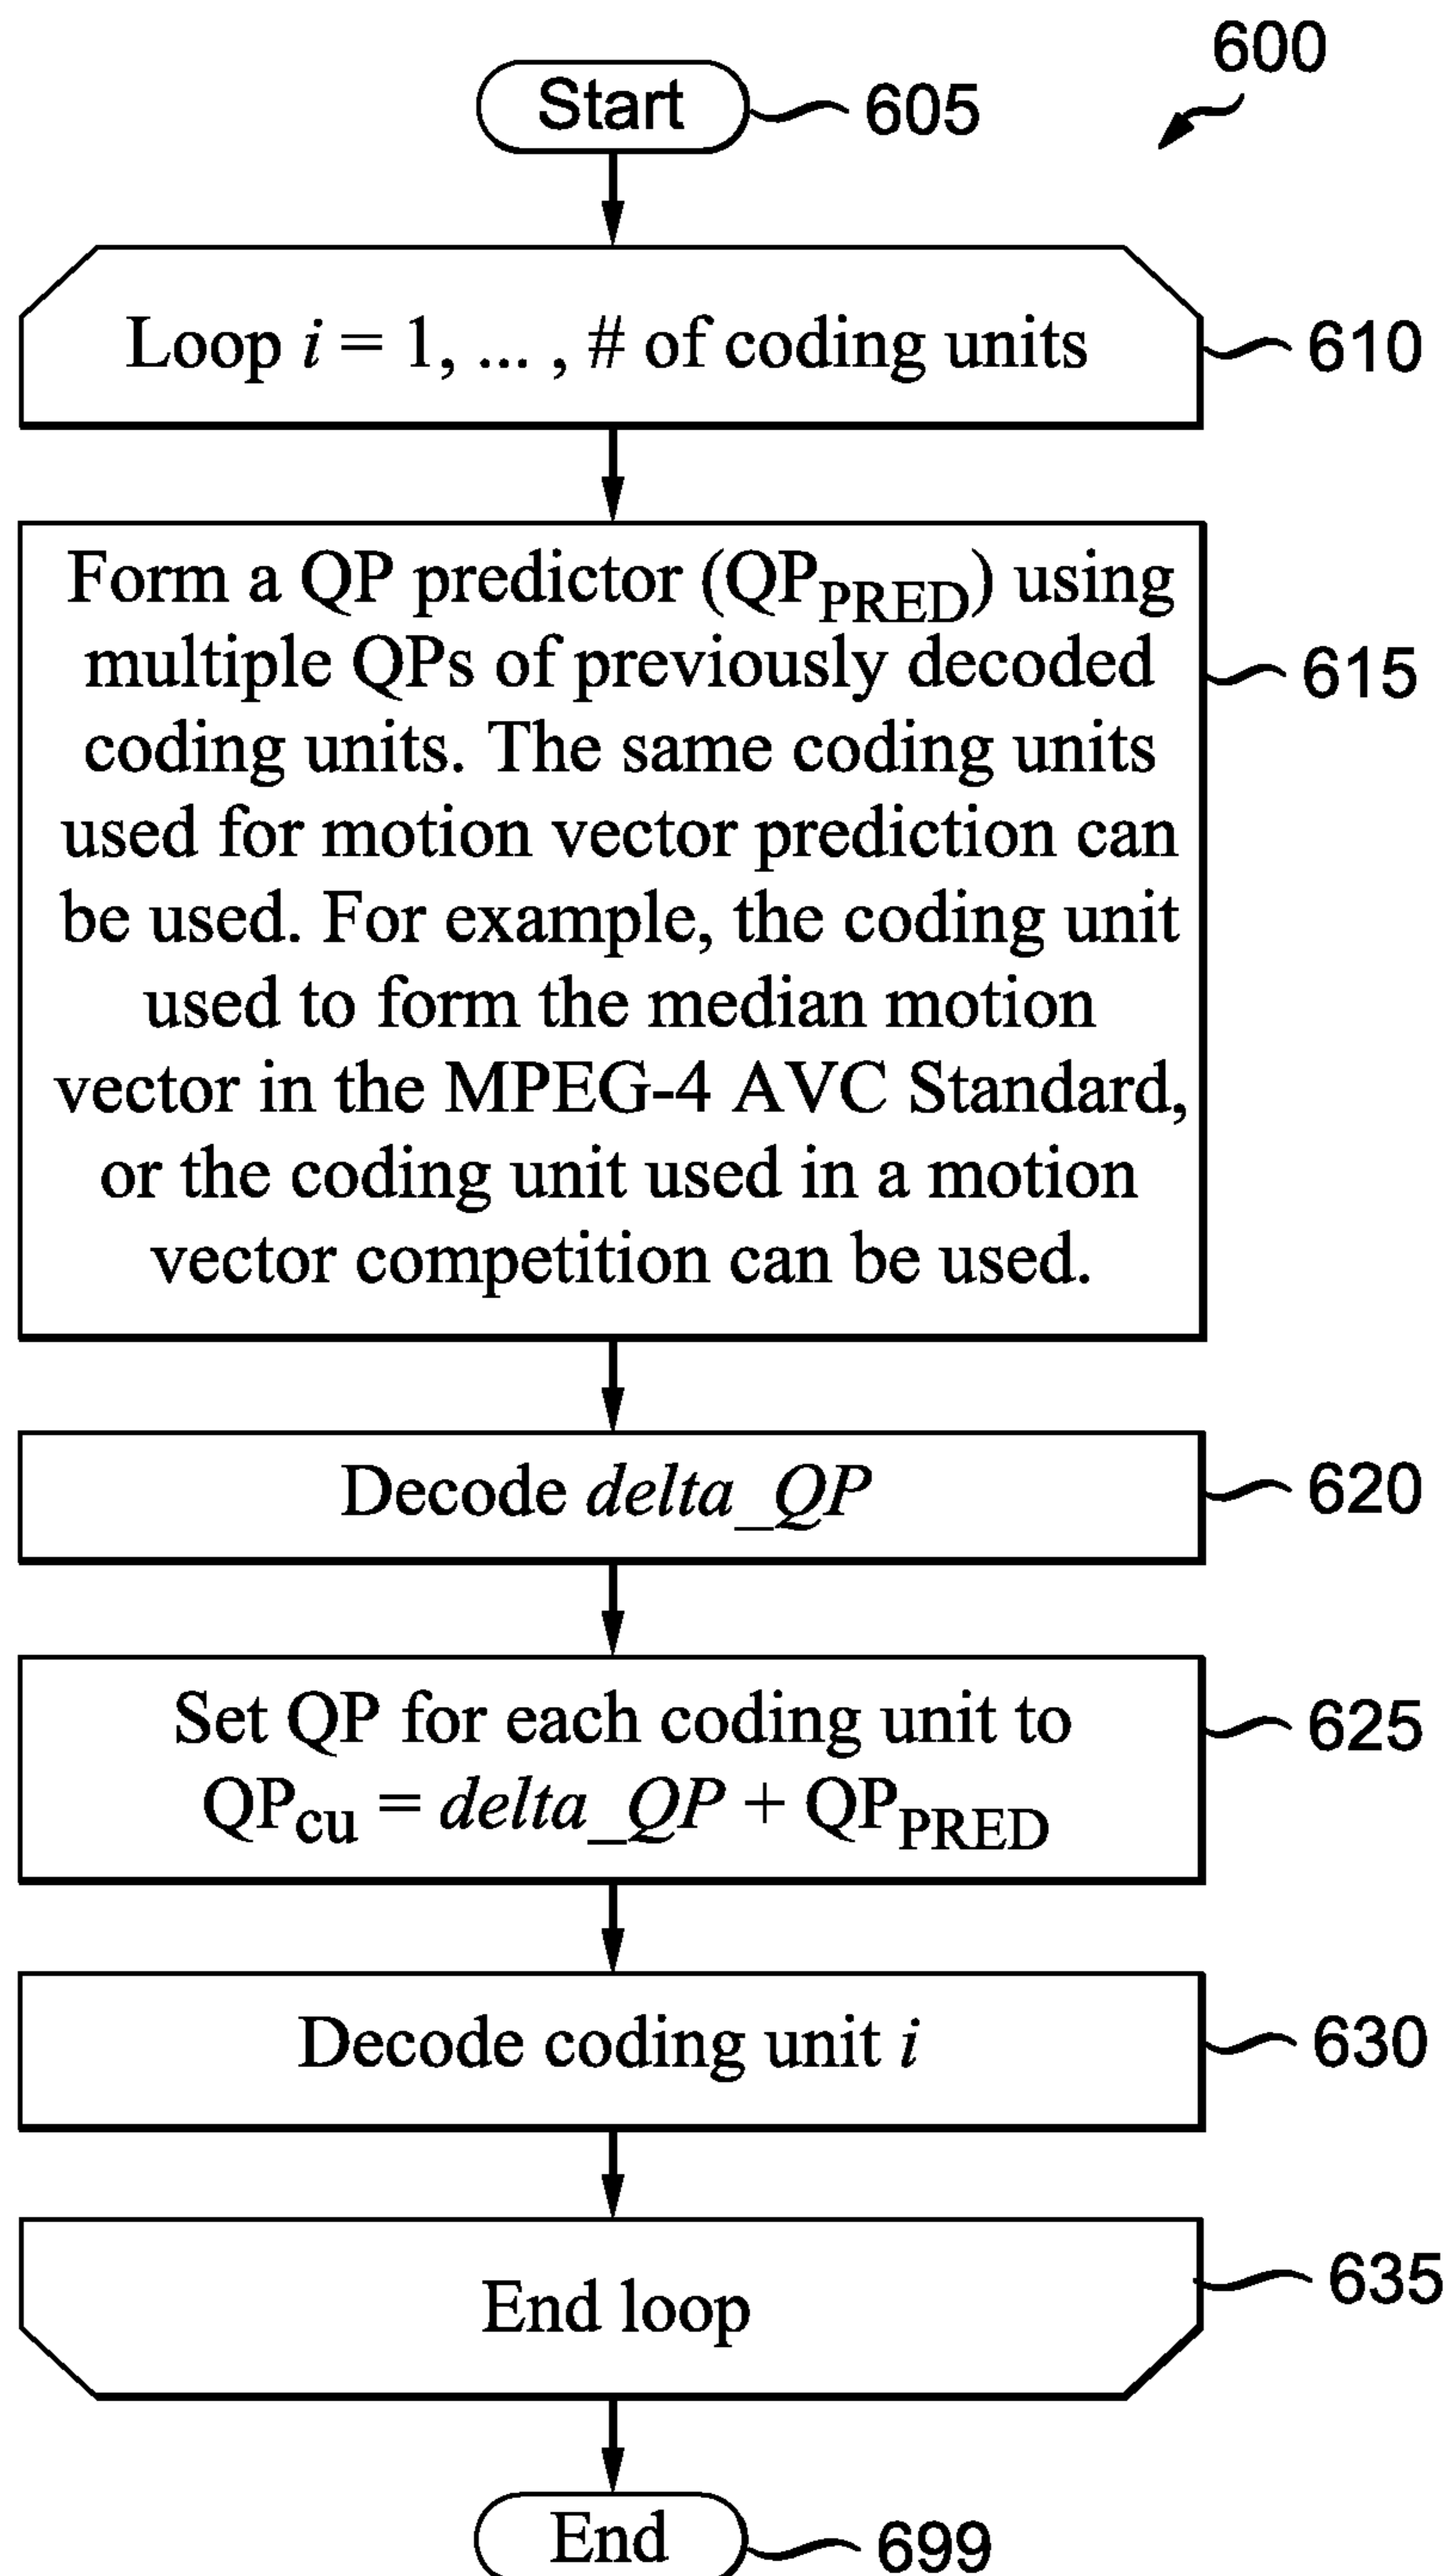 600
Start
605
Loop i = 1, ... , # of coding units
610
Form a QP predictor (QPPRED) using
multiple QPs of previously decoded
615
coding units. The same coding units
used for motion vector prediction can
be used. For example, the coding unit
used to form the median motion
vector in the MPEG-4 AVC Standard,
or the coding unit used in a motion
vector competition can be used.
Decode delta_QP
620
Set QP for each coding unit to
625
QPcu = delta_QP + QPPRED
Decode coding unit i
630
End loop
635
End
699